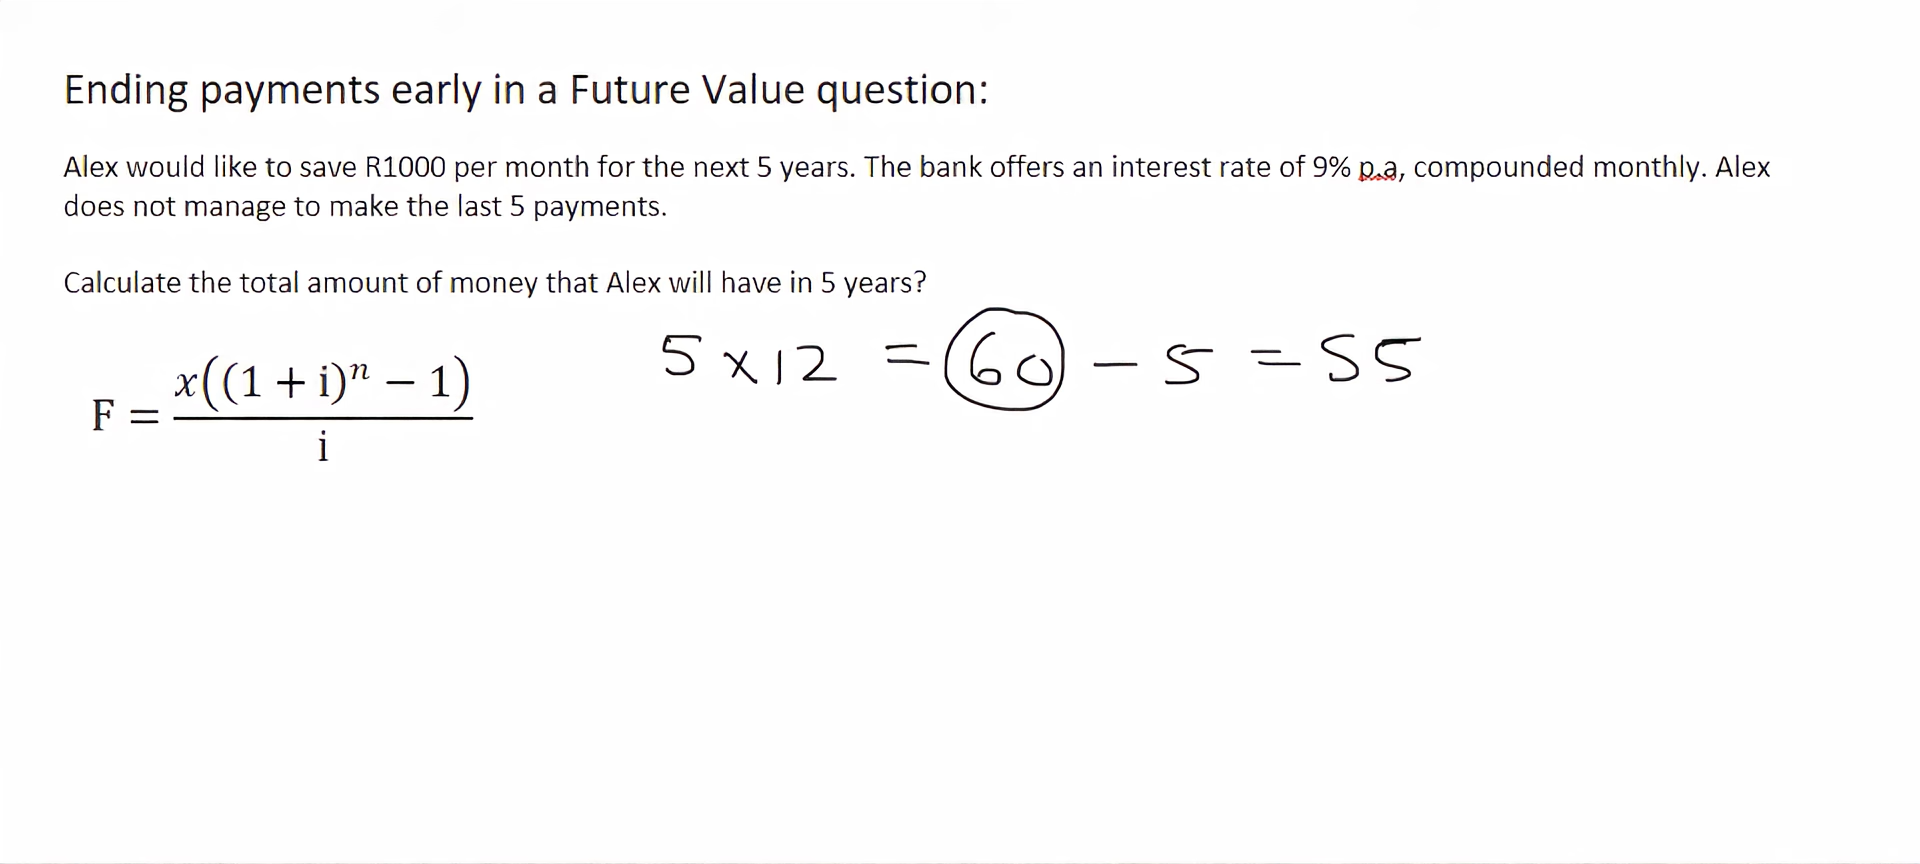 Ending payments early in a Future Value question:
Alex would like to save R1000 per month for the next 5 years. The bank offers an interest rate of 9% p.a, compounded monthly. Alex
does not manage to make the last 5 payments.
Calculate the total amount of money that Alex will have in 5 years?
5 × 12 = 60 − 5 = 55
F = x((1 + i)ⁿ − 1) / i